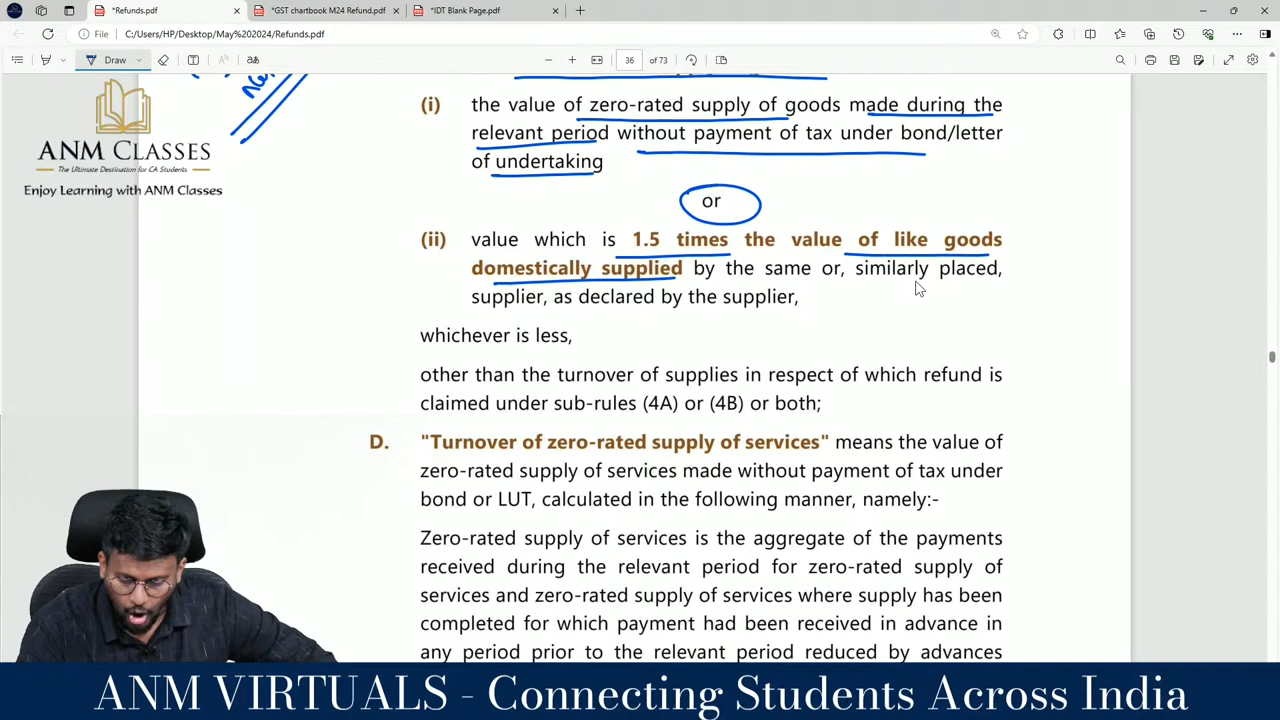 *Refunds.pdf
*GST chartbook M24 Refund.pdf
*IDT Blank Page.pdf
File
C:/Users/HP/Desktop/May%202024/Refunds.pdf
Draw
36 of 73
ANM CLASSES
The Ultimate Destination for CA Students
Enjoy Learning with ANM Classes
(i) the value of zero-rated supply of goods made during the
relevant period without payment of tax under bond/letter
of undertaking
or
(ii) value which is 1.5 times the value of like goods
domestically supplied by the same or, similarly placed,
supplier, as declared by the supplier,
whichever is less,
other than the turnover of supplies in respect of which refund is
claimed under sub-rules (4A) or (4B) or both;
D. "Turnover of zero-rated supply of services" means the value of
zero-rated supply of services made without payment of tax under
bond or LUT, calculated in the following manner, namely:-
Zero-rated supply of services is the aggregate of the payments
received during the relevant period for zero-rated supply of
services and zero-rated supply of services where supply has been
completed for which payment had been received in advance in
any period prior to the relevant period reduced by advances
ANM VIRTUALS - Connecting Students Across India